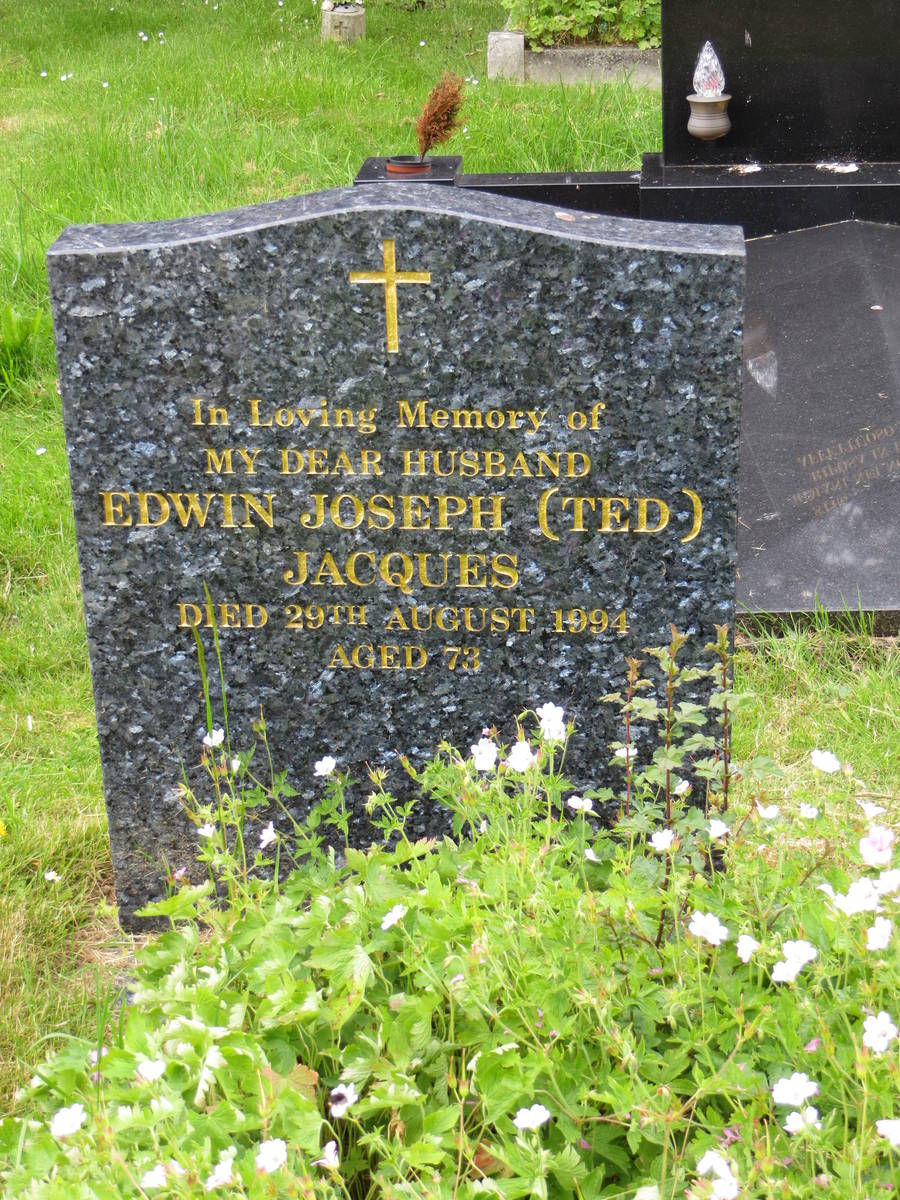 In Loving Memory of
MY DEAR HUSBAND
EDWIN JOSEPH (TED)
JACQUES
DIED 29TH AUGUST 1994
AGED 73